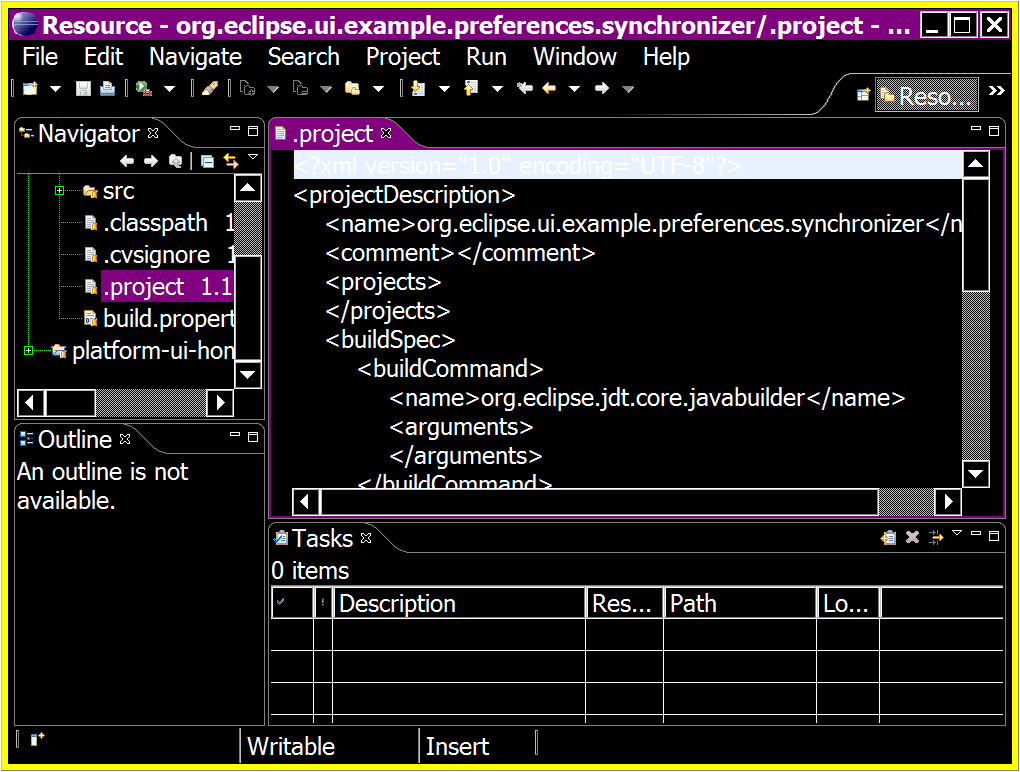 Resource - org.eclipse.ui.example.preferences.synchronizer/.project - ...
File Edit Navigate Search Project Run Window Help
Reso...
Navigator
src
.classpath 1
.cvsignore 1
.project 1.1
build.propert
platform-ui-hom
Outline
An outline is not
available.
.project
<?xml version="1.0" encoding="UTF-8"?>
<projectDescription>
<name>org.eclipse.ui.example.preferences.synchronizer</n
<comment></comment>
<projects>
</projects>
<buildSpec>
<buildCommand>
<name>org.eclipse.jdt.core.javabuilder</name>
<arguments>
</arguments>
</buildCommand>
Tasks
0 items
! Description Res... Path Lo...
Writable Insert